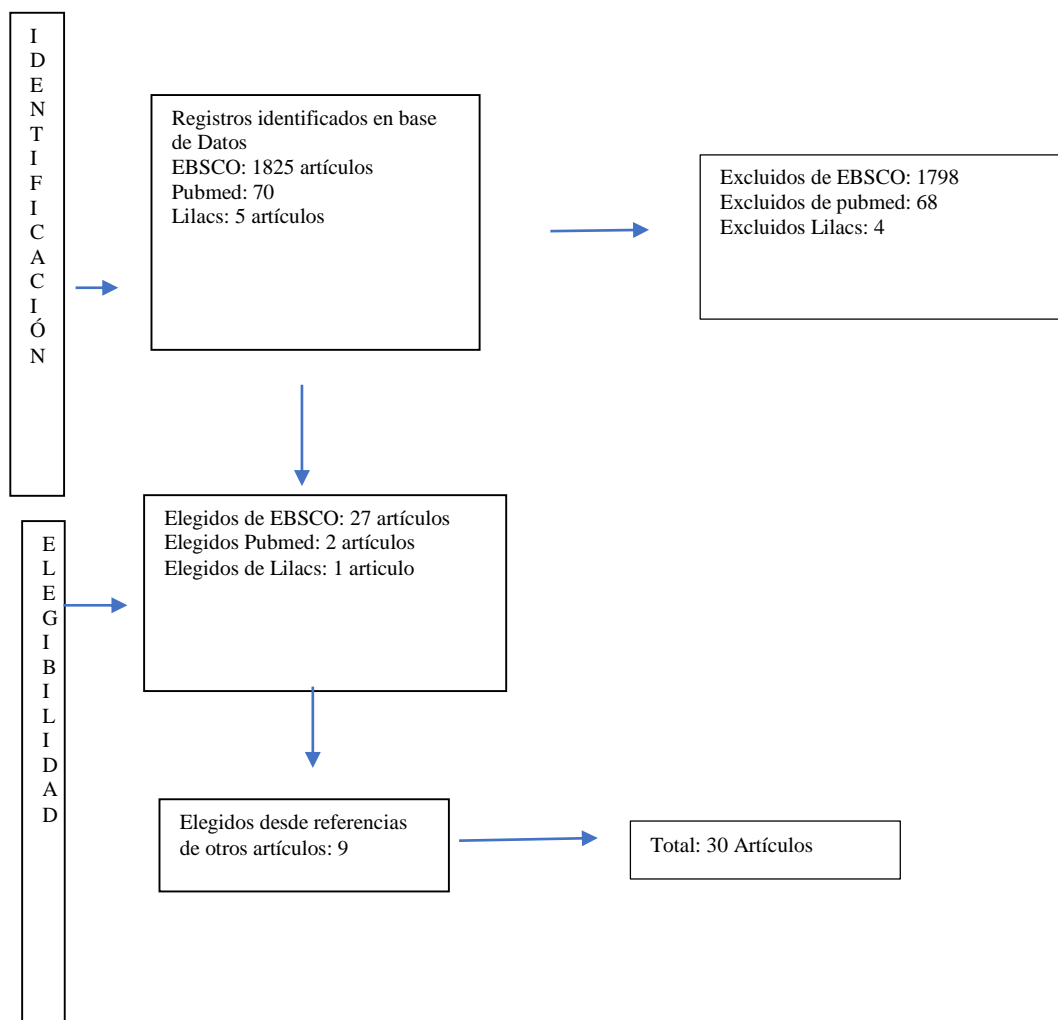 I
D
E
N
T
I
F
I
C
A
C
I
Ó
N
Registros identificados en base
de Datos
EBSCO: 1825 artículos
Pubmed: 70
Lilacs: 5 artículos
Excluidos de EBSCO: 1798
Excluidos de pubmed: 68
Excluidos Lilacs: 4
E
L
E
G
I
B
I
L
I
D
A
D
Elegidos de EBSCO: 27 artículos
Elegidos Pubmed: 2 artículos
Elegidos de Lilacs: 1 articulo
Elegidos desde referencias
de otros artículos: 9
Total: 30 Artículos